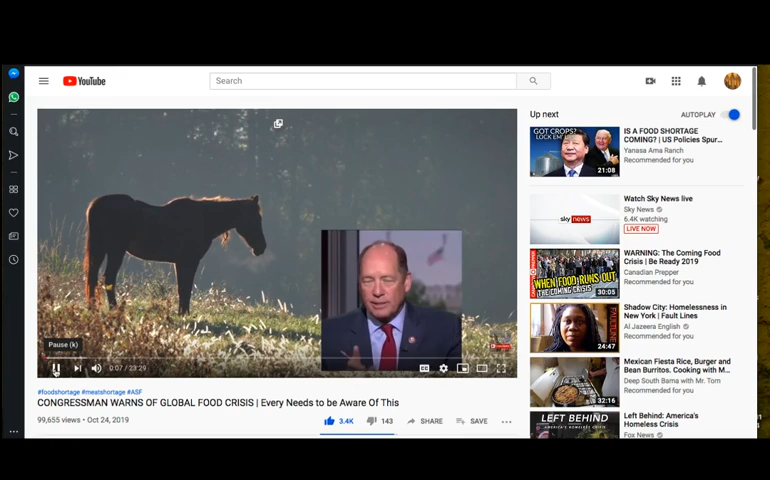 YouTube
Search
Up next
AUTOPLAY
GOT CROPS?
21:08
IS A FOOD SHORTAGE
COMING? | US Policies Spur...
Yanasa Ama Ranch
Recommended for you
sky news
Watch Sky News live
Sky News
6.4K watching
LIVE NOW
WHEN FOOD RUNS OUT
THE COMING CRISIS
30:05
WARNING: The Coming Food
Crisis | Be Ready 2019
Canadian Prepper
Recommended for you
24:47
Shadow City: Homelessness in
New York | Fault Lines
Al Jazeera English
Recommended for you
32:16
Mexican Fiesta Rice, Burger and
Bean Burritos. Cooking with M...
Deep South Bama with Mr. Tom
Recommended for you
LEFT BEHIND
Left Behind: America's
Homeless Crisis
Fox News
Pause (k)
0:07 / 23:29
#foodshortage #meatshortage #ASF
CONGRESSMAN WARNS OF GLOBAL FOOD CRISIS | Every Needs to be Aware Of This
99,655 views • Oct 24, 2019
3.4K
143
SHARE
SAVE